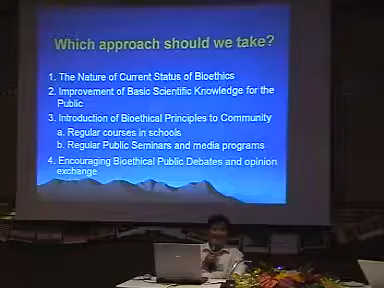 Which approach should we take?
1. The Nature of Current Status of Bioethics
2. Improvement of Basic Scientific Knowledge for the
Public
3. Introduction of Bioethical Principles to Community
a. Regular courses in schools
b. Regular Public Seminars and media programs
4. Encouraging Bioethical Public Debates and opinion
exchange